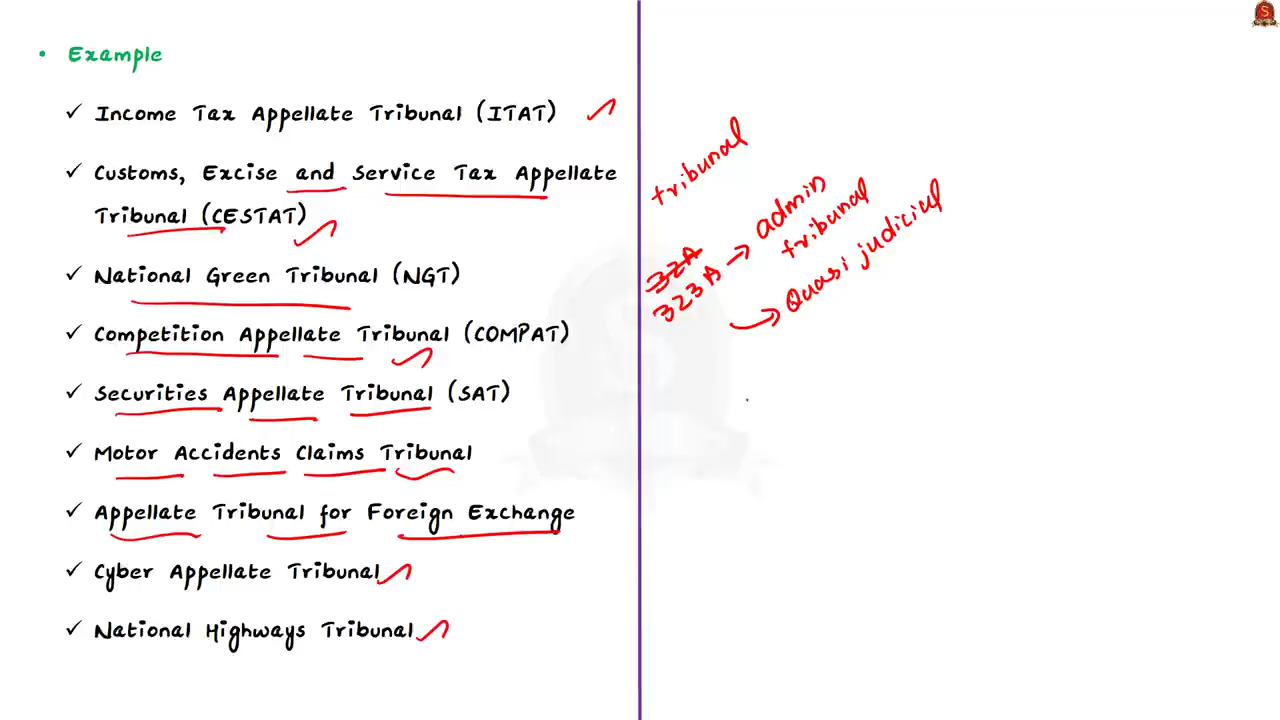 • Example
✓ Income Tax Appellate Tribunal (ITAT)
✓ Customs, Excise and Service Tax Appellate
Tribunal (CESTAT)
✓ National Green Tribunal (NGT)
✓ Competition Appellate Tribunal (COMPAT)
✓ Securities Appellate Tribunal (SAT)
✓ Motor Accidents Claims Tribunal
✓ Appellate Tribunal for Foreign Exchange
✓ Cyber Appellate Tribunal
✓ National Highways Tribunal
tribunal
32A
323A → admin
tribunal
→ Quasi judicial
S